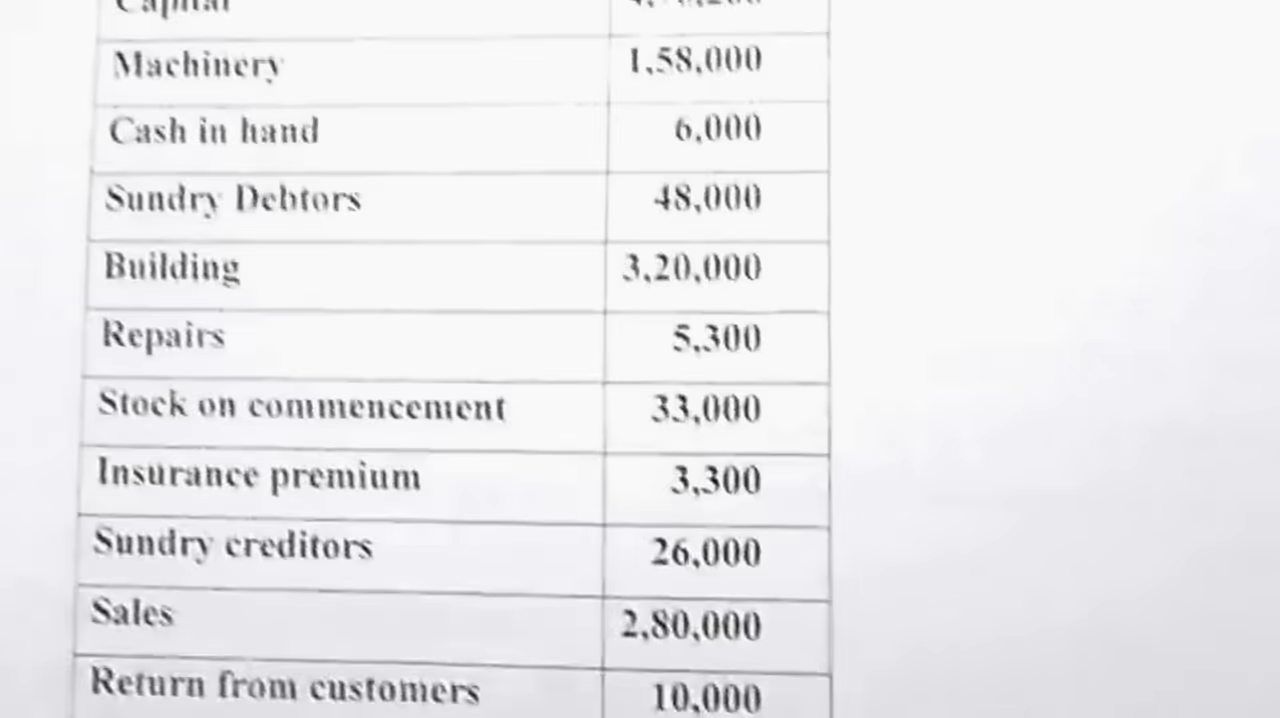 Capital
Machinery 1,58,000
Cash in hand 6,000
Sundry Debtors 48,000
Building 3,20,000
Repairs 5,300
Stock on commencement 33,000
Insurance premium 3,300
Sundry creditors 26,000
Sales 2,80,000
Return from customers 10,000